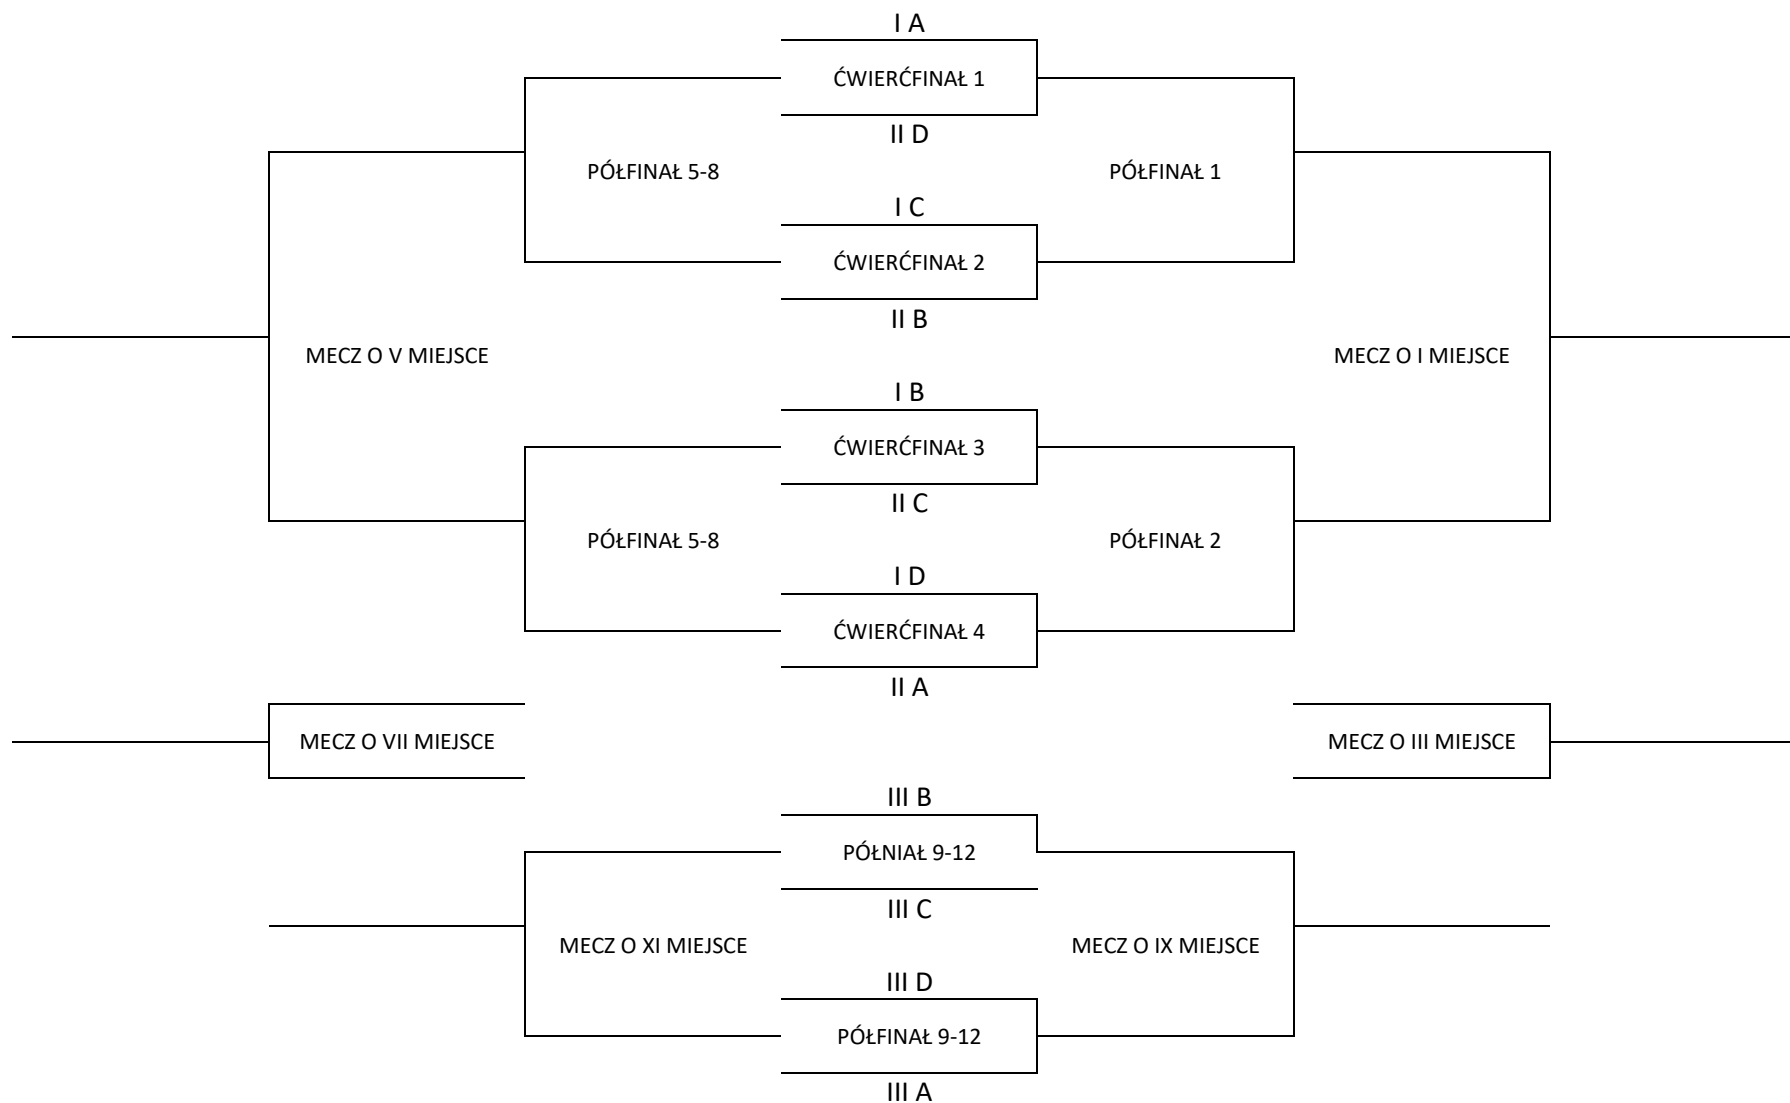 I A
ĆWIERĆFINAŁ 1
II D
PÓŁFINAŁ 5-8
PÓŁFINAŁ 1
I C
ĆWIERĆFINAŁ 2
II B
MECZ O V MIEJSCE
MECZ O I MIEJSCE
I B
ĆWIERĆFINAŁ 3
II C
PÓŁFINAŁ 5-8
PÓŁFINAŁ 2
I D
ĆWIERĆFINAŁ 4
II A
MECZ O VII MIEJSCE
MECZ O III MIEJSCE
III B
PÓŁNIAŁ 9-12
III C
MECZ O XI MIEJSCE
MECZ O IX MIEJSCE
III D
PÓŁFINAŁ 9-12
III A